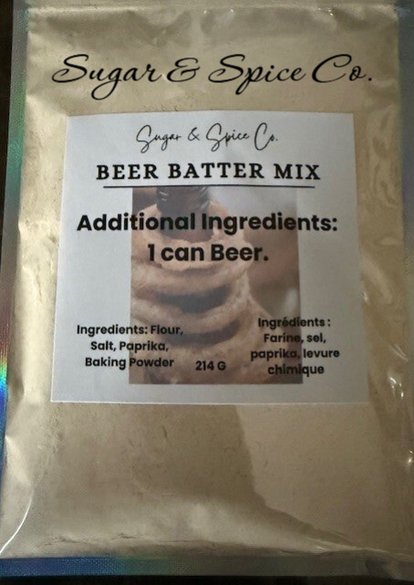 Sugar & Spice Co.
Sugar & Spice Co.
BEER BATTER MIX
Additional Ingredients:
1 can Beer.
Ingredients: Flour,
Salt, Paprika,
Baking Powder
214 G
Ingrédients :
Farine, sel,
paprika, levure
chimique